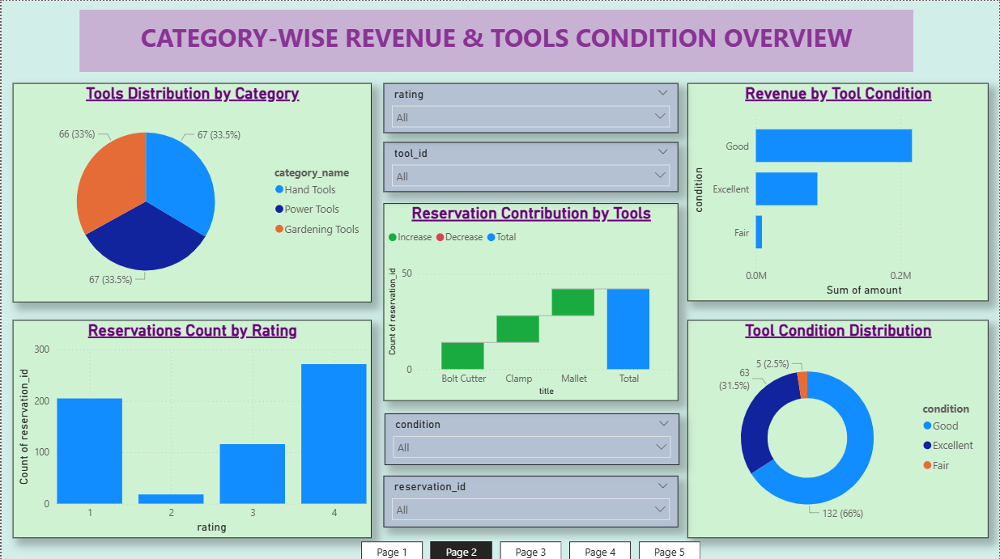 CATEGORY-WISE REVENUE & TOOLS CONDITION OVERVIEW
Tools Distribution by Category
66 (33%)
67 (33.5%)
67 (33.5%)
category_name
Hand Tools
Power Tools
Gardening Tools
rating
All
tool_id
All
Revenue by Tool Condition
condition
Good
Excellent
Fair
0.0M
0.2M
Sum of amount
Reservation Contribution by Tools
Increase
Decrease
Total
Count of reservation_id
50
0
Bolt Cutter
Clamp
Mallet
Total
title
Reservations Count by Rating
Count of reservation_id
300
200
100
0
1
2
3
4
rating
condition
All
reservation_id
All
Tool Condition Distribution
5 (2.5%)
63
(31.5%)
132 (66%)
condition
Good
Excellent
Fair
Page 1
Page 2
Page 3
Page 4
Page 5